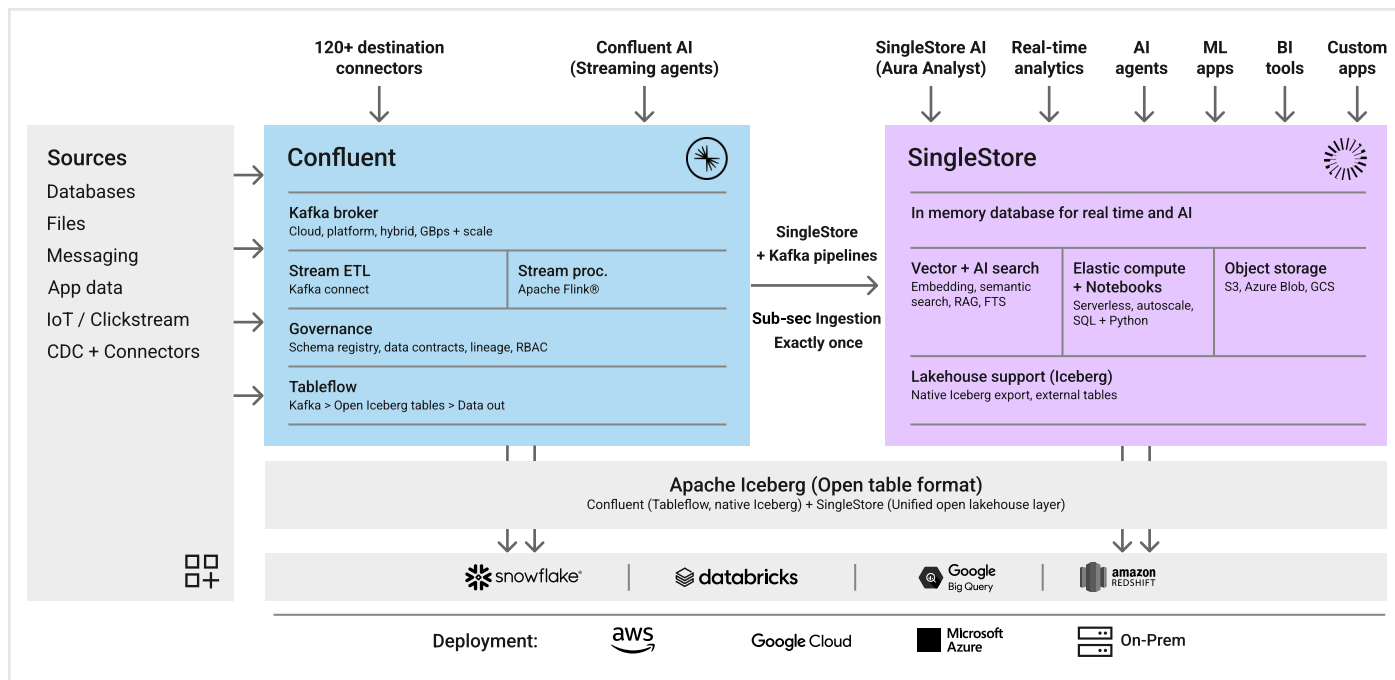 120+ destination
connectors
Confluent AI
(Streaming agents)
SingleStore AI
(Aura Analyst)
Real-time
analytics
AI
agents
ML
apps
BI
tools
Custom
apps
Sources
Databases
Files
Messaging
App data
IoT / Clickstream
CDC + Connectors
Confluent
Kafka broker
Cloud, platform, hybrid, GBps + scale
Stream ETL
Kafka connect
Stream proc.
Apache Flink®
Governance
Schema registry, data contracts, lineage, RBAC
Tableflow
Kafka > Open Iceberg tables > Data out
SingleStore
+ Kafka pipelines
Sub-sec Ingestion
Exactly once
SingleStore
In memory database for real time and AI
Vector + AI search
Embedding, semantic
search, RAG, FTS
Elastic compute
+ Notebooks
Serverless, autoscale,
SQL + Python
Object storage
S3, Azure Blob, GCS
Lakehouse support (Iceberg)
Native Iceberg export, external tables
Apache Iceberg (Open table format)
Confluent (Tableflow, native Iceberg) + SingleStore (Unified open lakehouse layer)
snowflake®
databricks
Google
Big Query
amazon
REDSHIFT
Deployment:
aws
Google Cloud
Microsoft
Azure
On-Prem